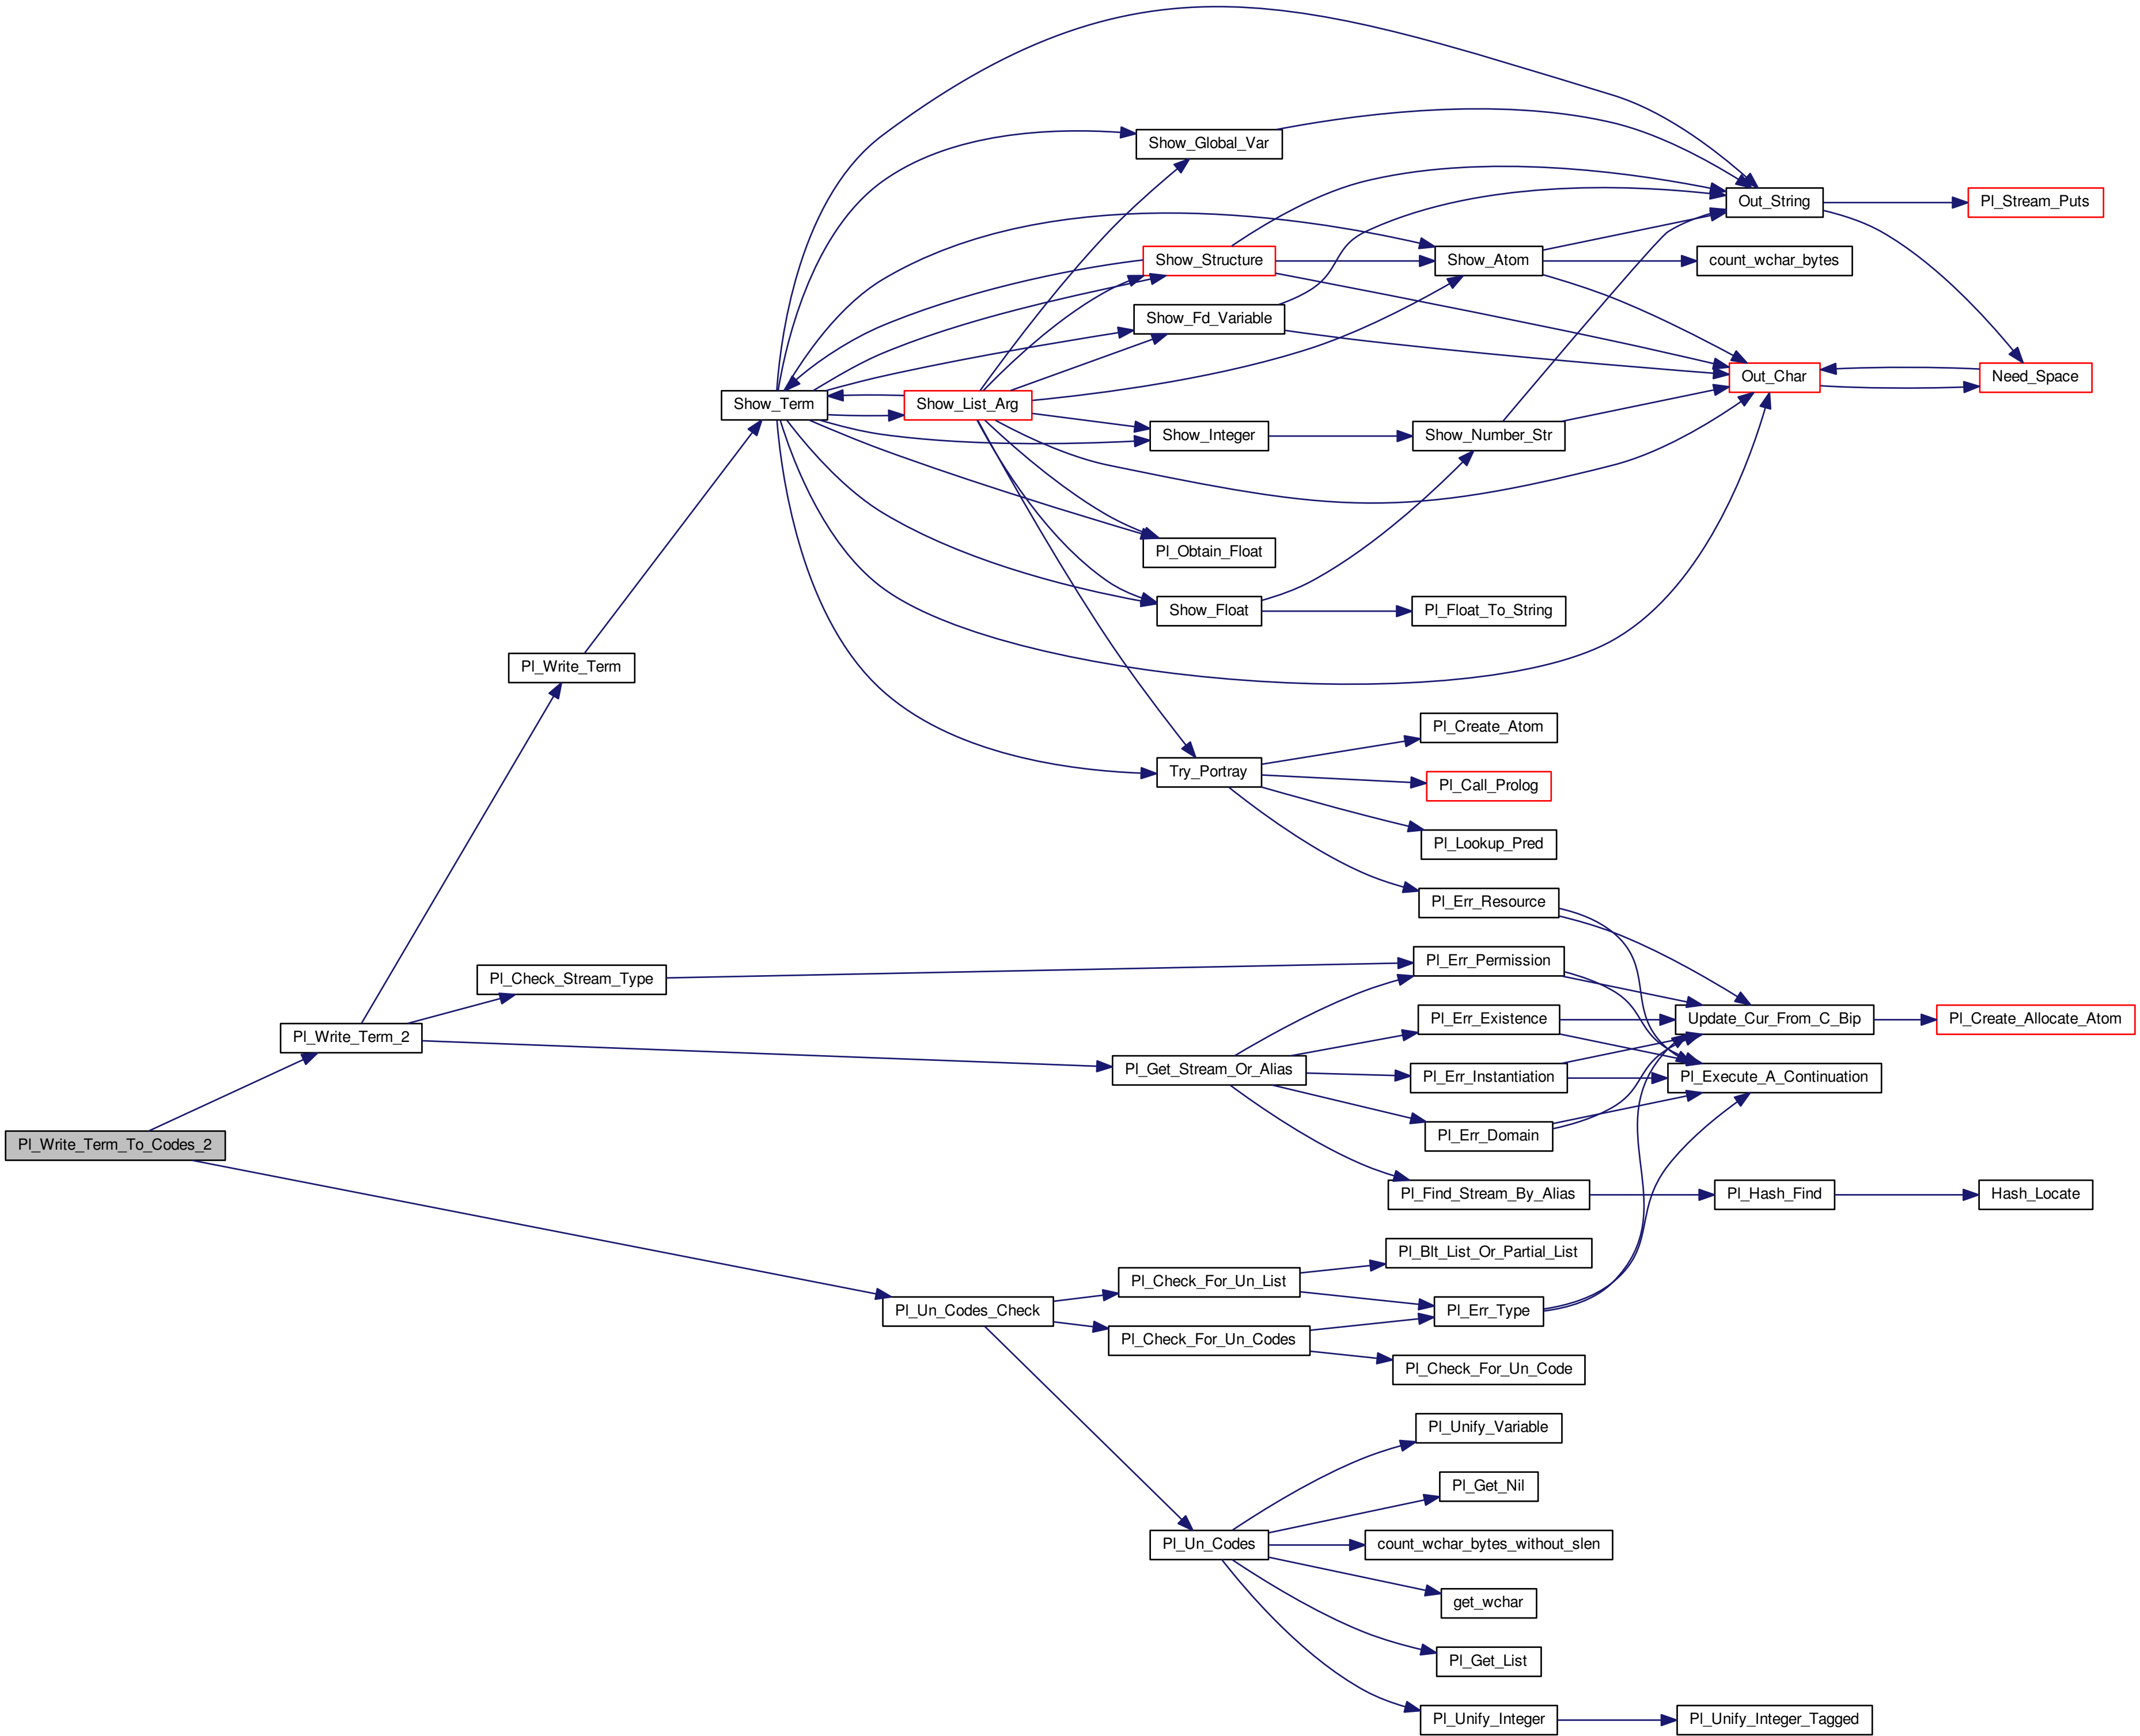 Show_Global_Var
Out_String
Pl_Stream_Puts
Show_Structure
Show_Atom
count_wchar_bytes
Show_Fd_Variable
Out_Char
Need_Space
Show_Term
Show_List_Arg
Show_Integer
Show_Number_Str
Pl_Obtain_Float
Show_Float
Pl_Float_To_String
Pl_Write_Term
Pl_Create_Atom
Try_Portray
Pl_Call_Prolog
Pl_Lookup_Pred
Pl_Err_Resource
Pl_Err_Permission
Pl_Check_Stream_Type
Pl_Err_Existence
Update_Cur_From_C_Bip
Pl_Create_Allocate_Atom
Pl_Write_Term_2
Pl_Get_Stream_Or_Alias
Pl_Err_Instantiation
Pl_Execute_A_Continuation
Pl_Err_Domain
Pl_Write_Term_To_Codes_2
Pl_Find_Stream_By_Alias
Pl_Hash_Find
Hash_Locate
Pl_Blt_List_Or_Partial_List
Pl_Check_For_Un_List
Pl_Un_Codes_Check
Pl_Err_Type
Pl_Check_For_Un_Codes
Pl_Check_For_Un_Code
Pl_Unify_Variable
Pl_Get_Nil
Pl_Un_Codes
count_wchar_bytes_without_slen
get_wchar
Pl_Get_List
Pl_Unify_Integer
Pl_Unify_Integer_Tagged